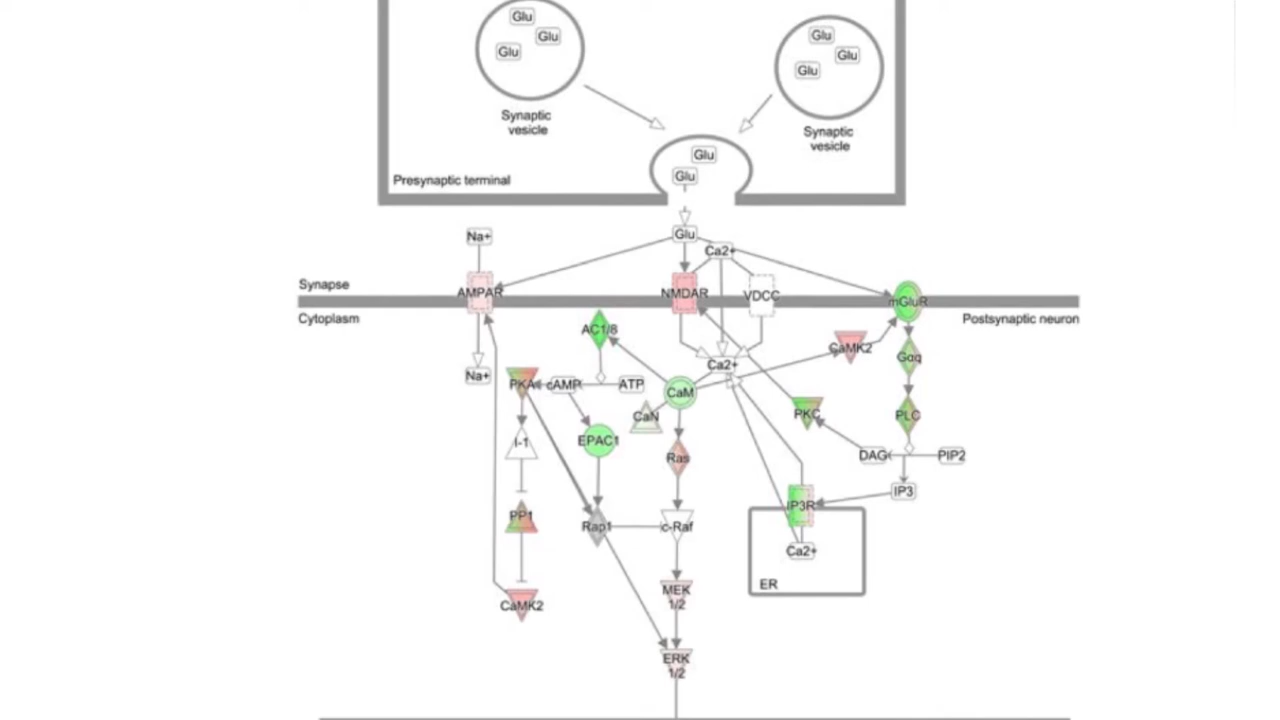 Glu
Glu
Glu
Glu
Glu
Glu
Synaptic
vesicle
Synaptic
vesicle
Glu
Glu
Presynaptic terminal
Na+
Glu
Ca2+
Synapse
AMPAR
NMDAR
VDCC
mGluR
Cytoplasm
Postsynaptic neuron
AC1/8
CaMK2
Gαq
Ca2+
Na+
PKA
cAMP
ATP
CaM
CaN
PKC
PLC
I-1
EPAC1
Ras
DAG
PIP2
IP3
IP3R
PP1
Rap1
c-Raf
Ca2+
ER
CaMK2
MEK
1/2
ERK
1/2